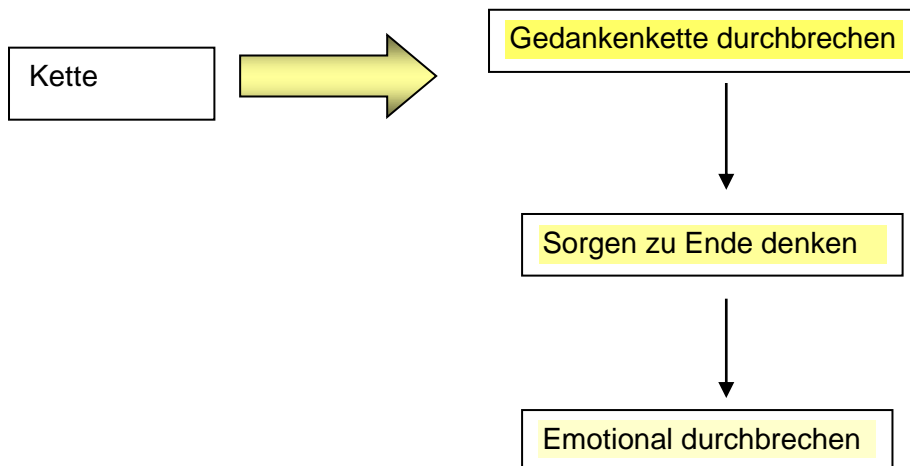 Gedankenkette durchbrechen
Kette
Sorgen zu Ende denken
Emotional durchbrechen